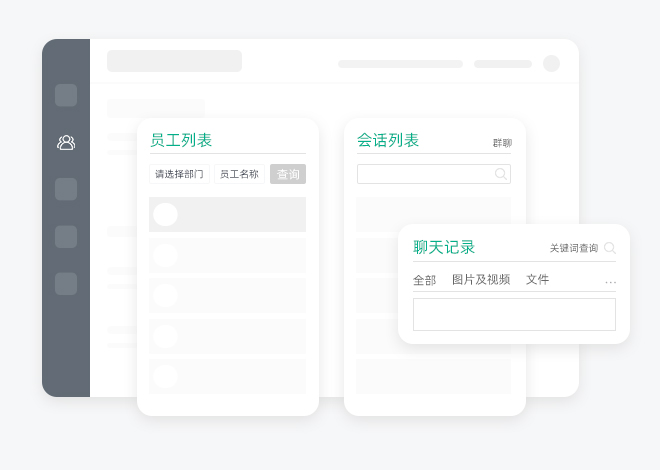 员工列表
请选择部门 员工名称 查询
会话列表 群聊
聊天记录 关键词查询
全部 图片及视频 文件 ...